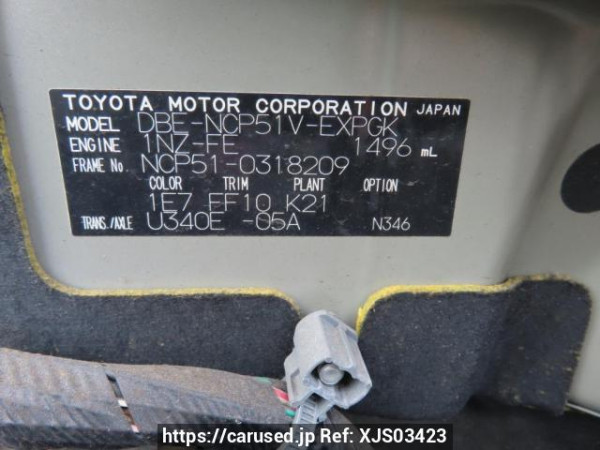 TOYOTA MOTOR CORPORATION JAPAN
MODEL DBE-NCP51V-EXPGK
ENGINE 1NZ-FE 1496 mL
FRAME No. NCP51-0318209
COLOR TRIM PLANT OPTION
1E7 EF10 K21
TRANS./AXLE U340E -05A N346
https://carused.jp Ref: XJS03423